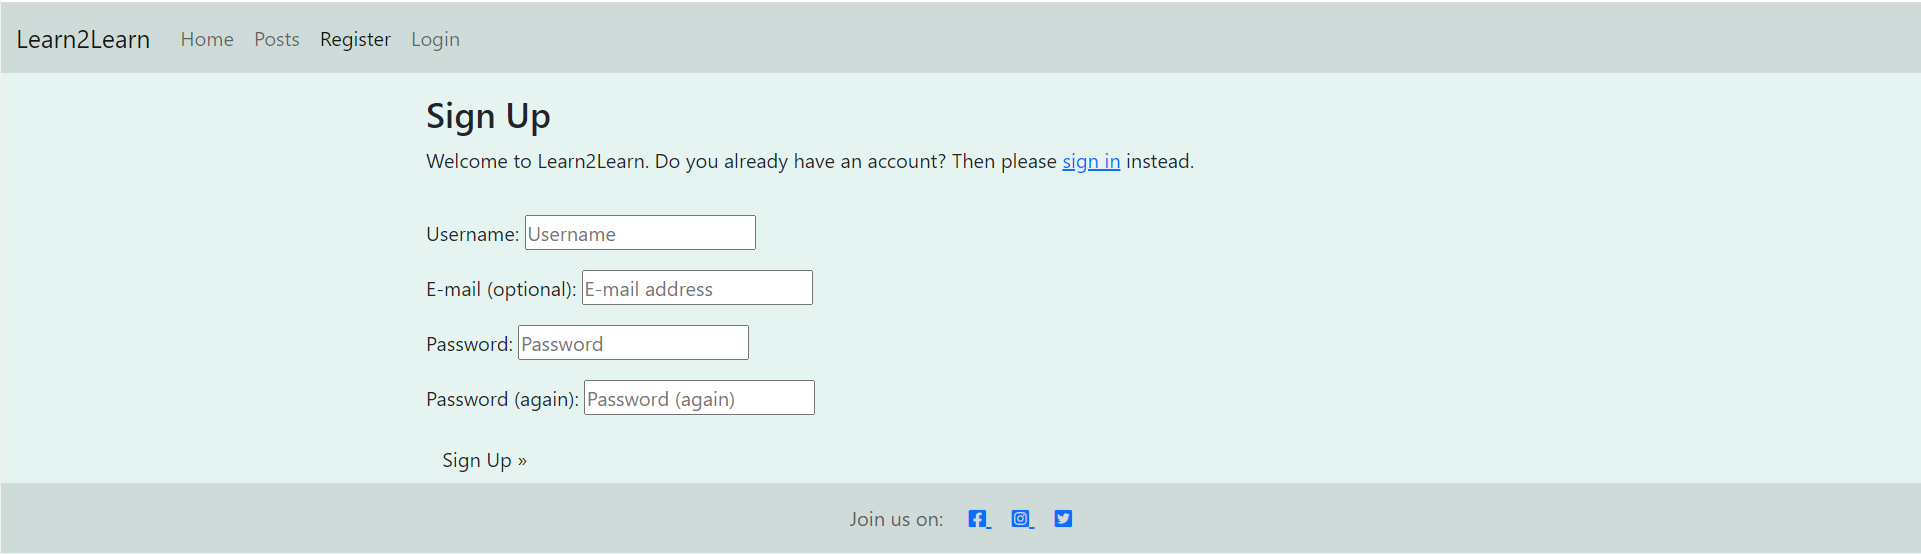 Learn2Learn Home Posts Register Login
Sign Up
Welcome to Learn2Learn. Do you already have an account? Then please sign in instead.
Username: Username
E-mail (optional): E-mail address
Password: Password
Password (again): Password (again)
Sign Up »
Join us on: